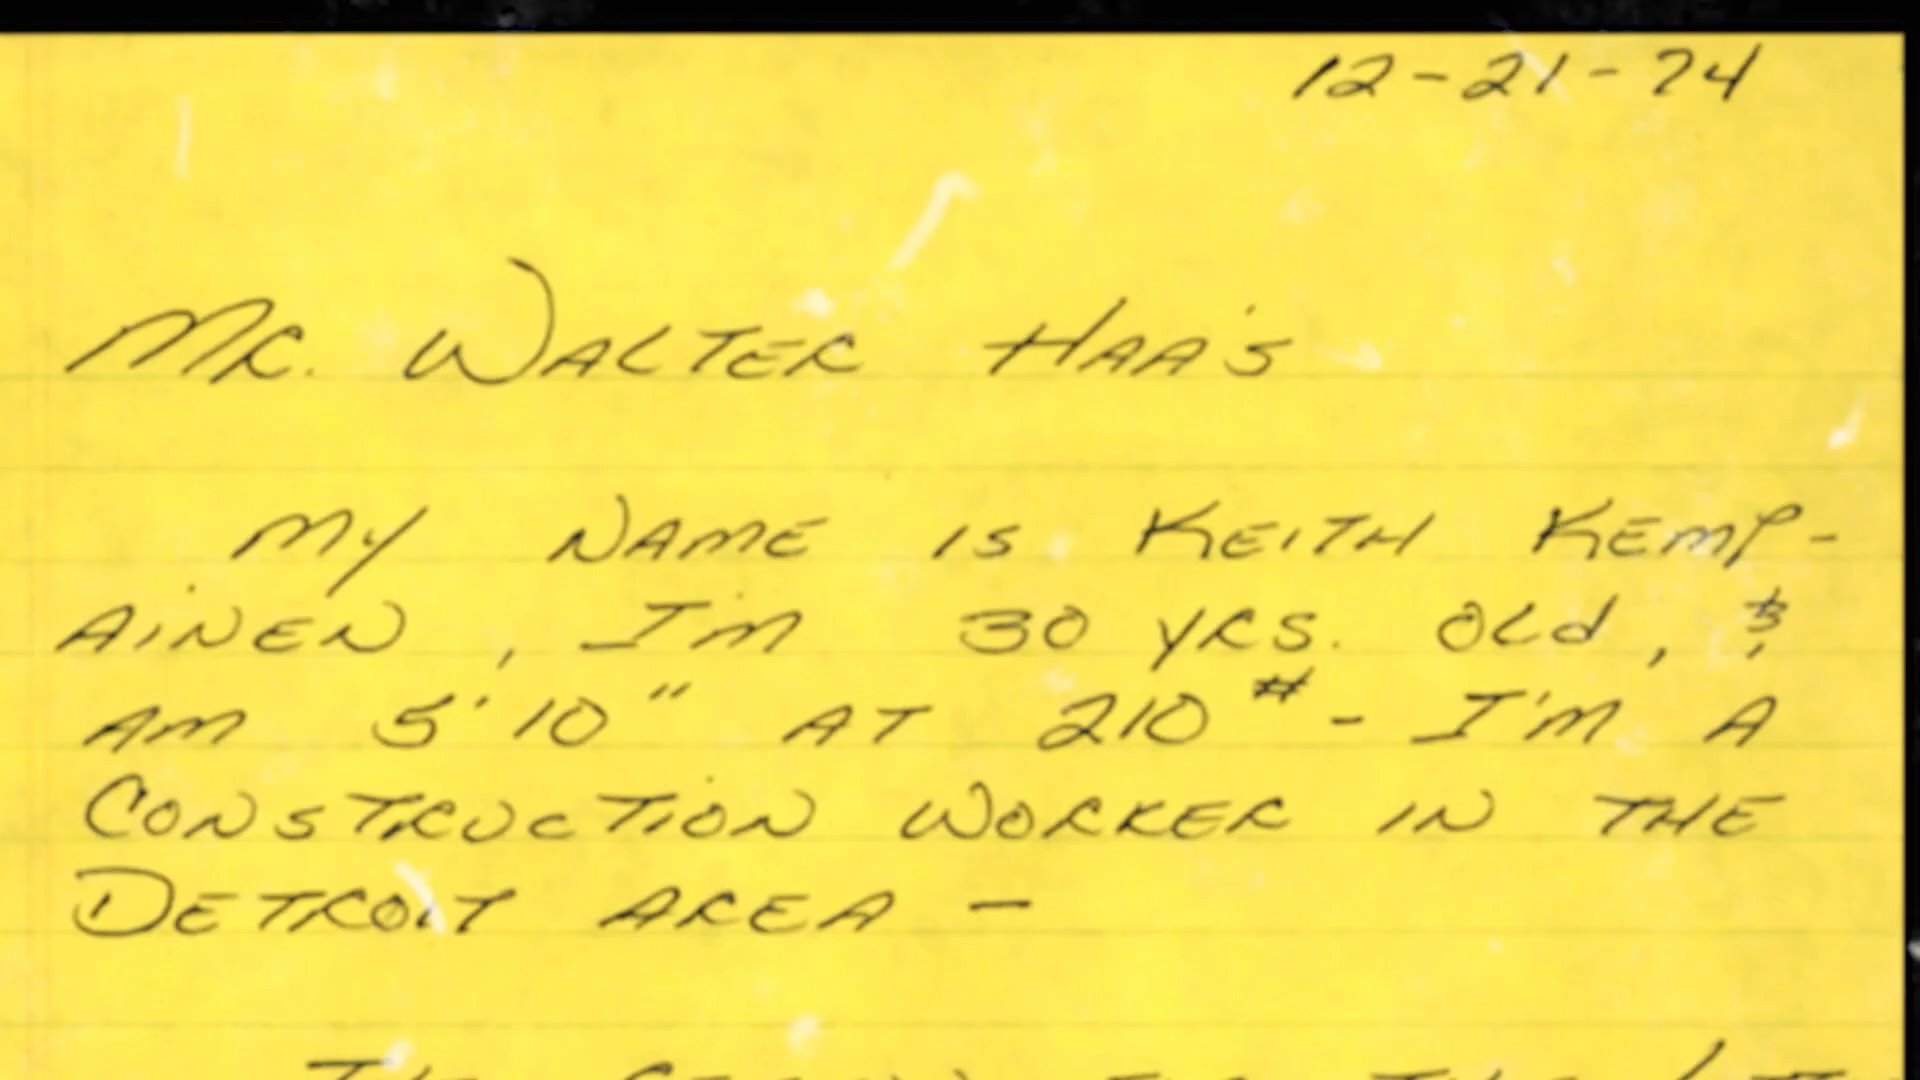 12-21-74
Mr. WALTER HAA'S
MY NAME IS KEITH KEMP-
AiNEN, I'm 30 YRS. OLd, &
AM 5'10" AT 210# - I'M A
CONSTRUCTiON WORKER IN THE
DETROIT AREA -